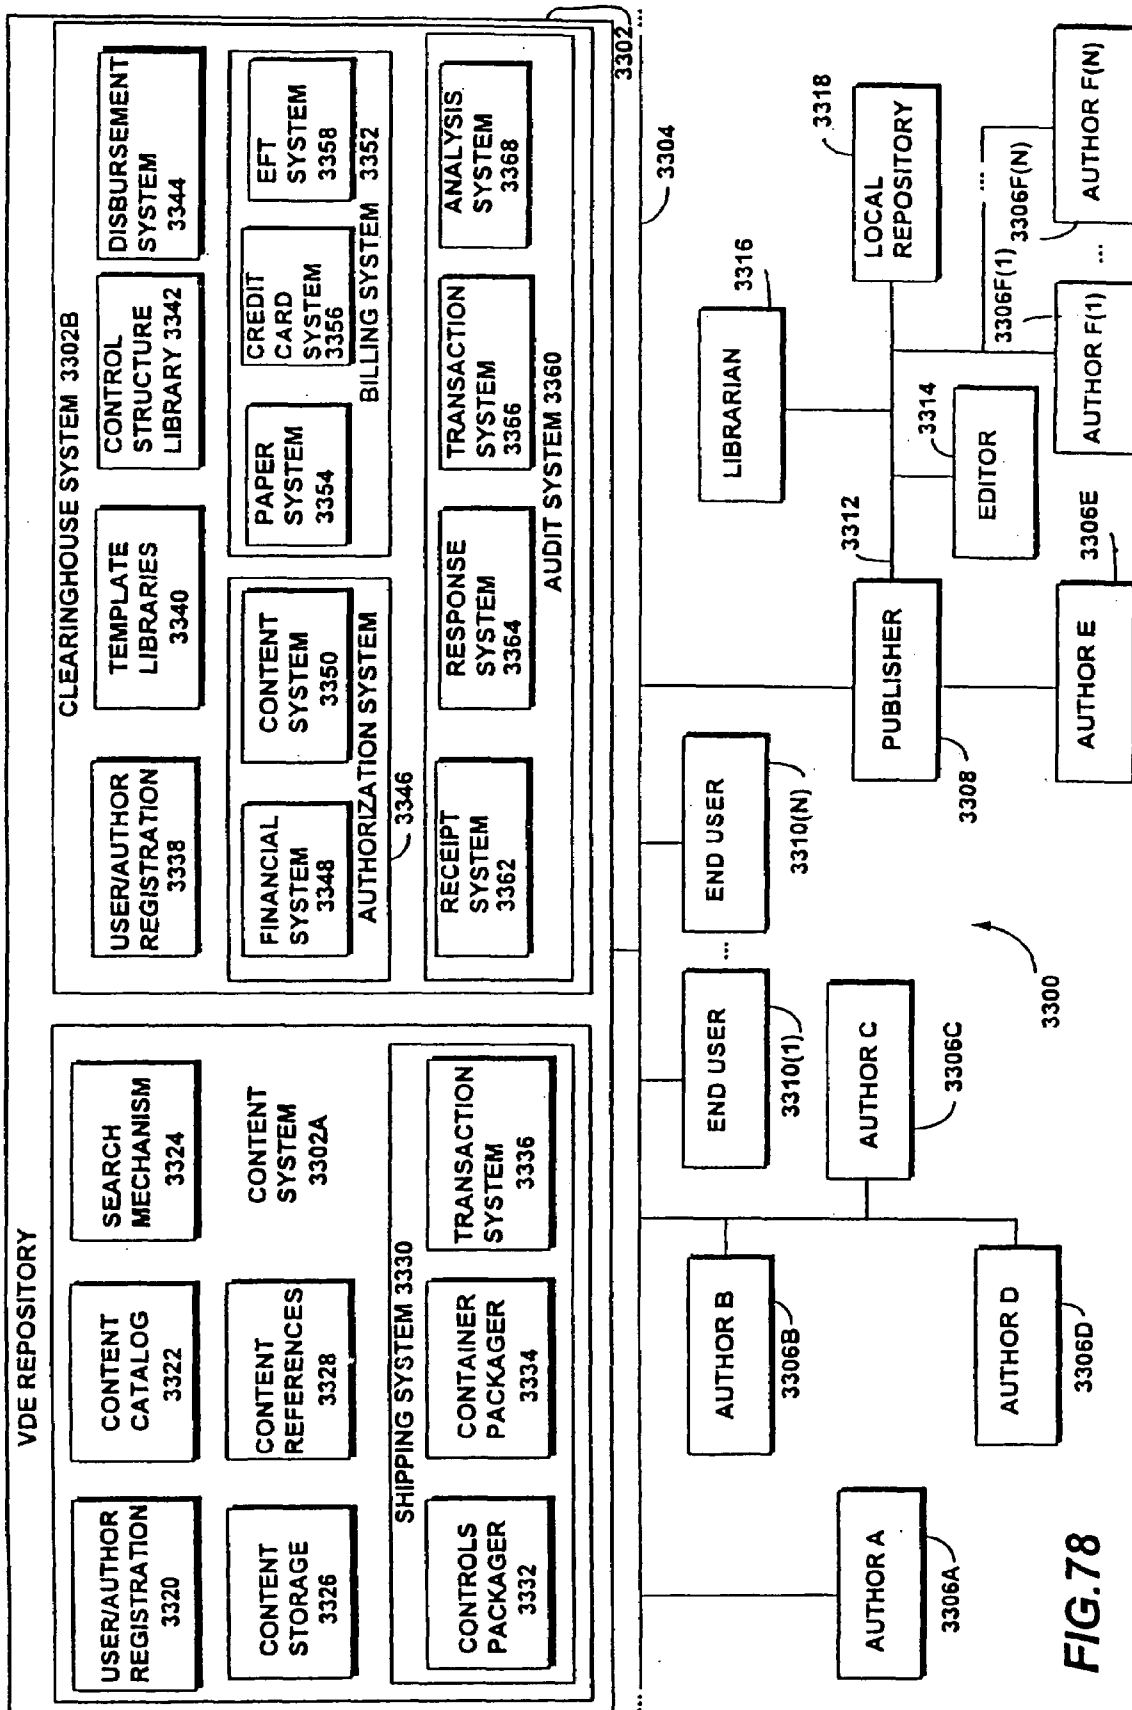 VDE REPOSITORY
USER/AUTHOR
REGISTRATION
3320
CONTENT
CATALOG
3322
SEARCH
MECHANISM
3324
CONTENT
STORAGE
3326
CONTENT
REFERENCES
3328
CONTENT
SYSTEM
3302A
SHIPPING SYSTEM 3330
CONTROLS
PACKAGER
3332
CONTAINER
PACKAGER
3334
TRANSACTION
SYSTEM
3336
CLEARINGHOUSE SYSTEM 3302B
USER/AUTHOR
REGISTRATION
3338
TEMPLATE
LIBRARIES
3340
CONTROL
STRUCTURE
LIBRARY 3342
DISBURSEMENT
SYSTEM
3344
FINANCIAL
SYSTEM
3348
CONTENT
SYSTEM
3350
AUTHORIZATION SYSTEM
3346
PAPER
SYSTEM
3354
CREDIT
CARD
SYSTEM
3356
EFT
SYSTEM
3358
BILLING SYSTEM 3352
RECEIPT
SYSTEM
3362
RESPONSE
SYSTEM
3364
TRANSACTION
SYSTEM
3366
ANALYSIS
SYSTEM
3368
AUDIT SYSTEM 3360
3302
...
...
3304
AUTHOR A
3306A
AUTHOR B
3306B
AUTHOR D
3306D
AUTHOR C
3306C
END USER
3310(1)
...
END USER
3310(N)
3300
PUBLISHER
3308
3312
AUTHOR E
3306E
LIBRARIAN
3316
EDITOR
3314
LOCAL
REPOSITORY
3318
3306F(1)
AUTHOR F(1)
...
...
3306F(N)
AUTHOR F(N)
FIG.78